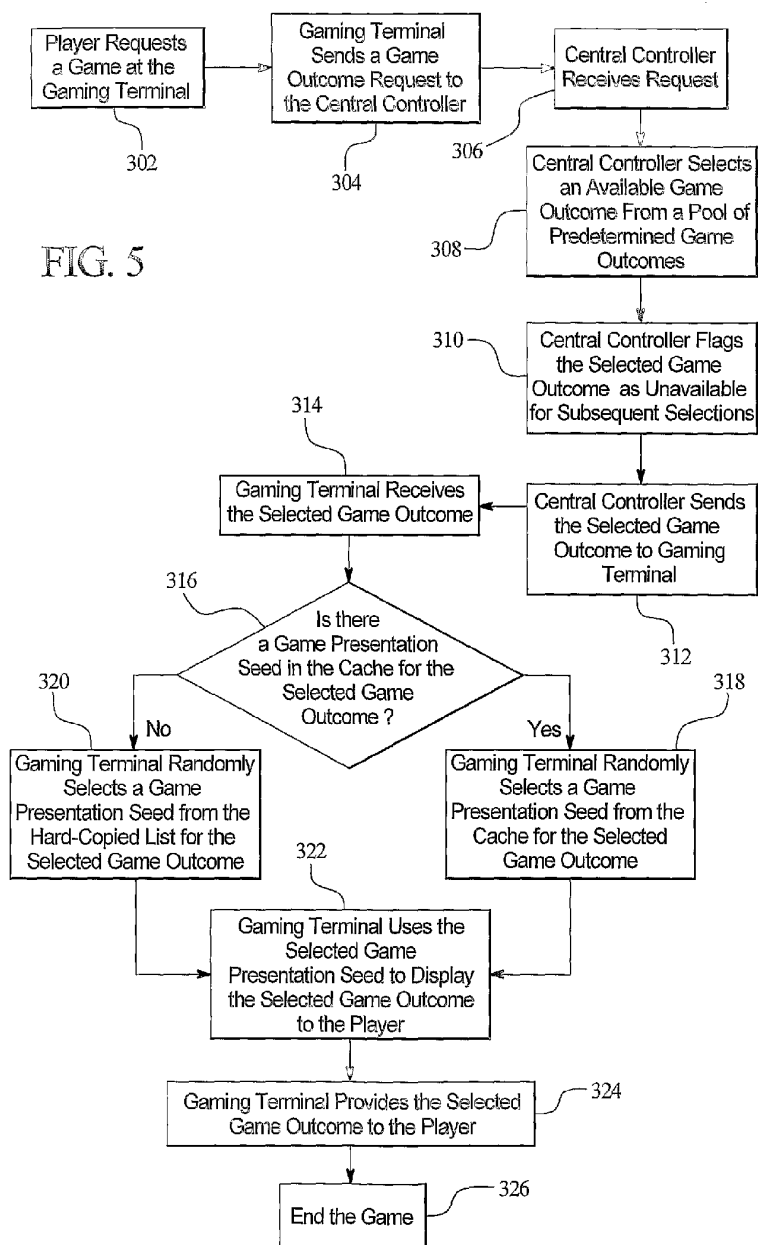 Player Requests
a Game at the
Gaming Terminal
302
Gaming Terminal
Sends a Game
Outcome Request to
the Central Controller
304
Central Controller
Receives Request
306
Central Controller Selects
an Available Game
Outcome From a Pool of
Predetermined Game
Outcomes
308
FIG. 5
Central Controller Flags
the Selected Game
Outcome as Unavailable
for Subsequent Selections
310
Central Controller Sends
the Selected Game
Outcome to Gaming
Terminal
312
314
Gaming Terminal Receives
the Selected Game Outcome
316
Is there
a Game Presentation
Seed in the Cache for the
Selected Game
Outcome ?
320
No
Gaming Terminal Randomly
Selects a Game
Presentation Seed from the
Hard-Copied List for the
Selected Game Outcome
318
Yes
Gaming Terminal Randomly
Selects a Game
Presentation Seed from the
Cache for the Selected
Game Outcome
322
Gaming Terminal Uses the
Selected Game
Presentation Seed to Display
the Selected Game Outcome
to the Player
Gaming Terminal Provides the Selected
Game Outcome to the Player
324
End the Game
326